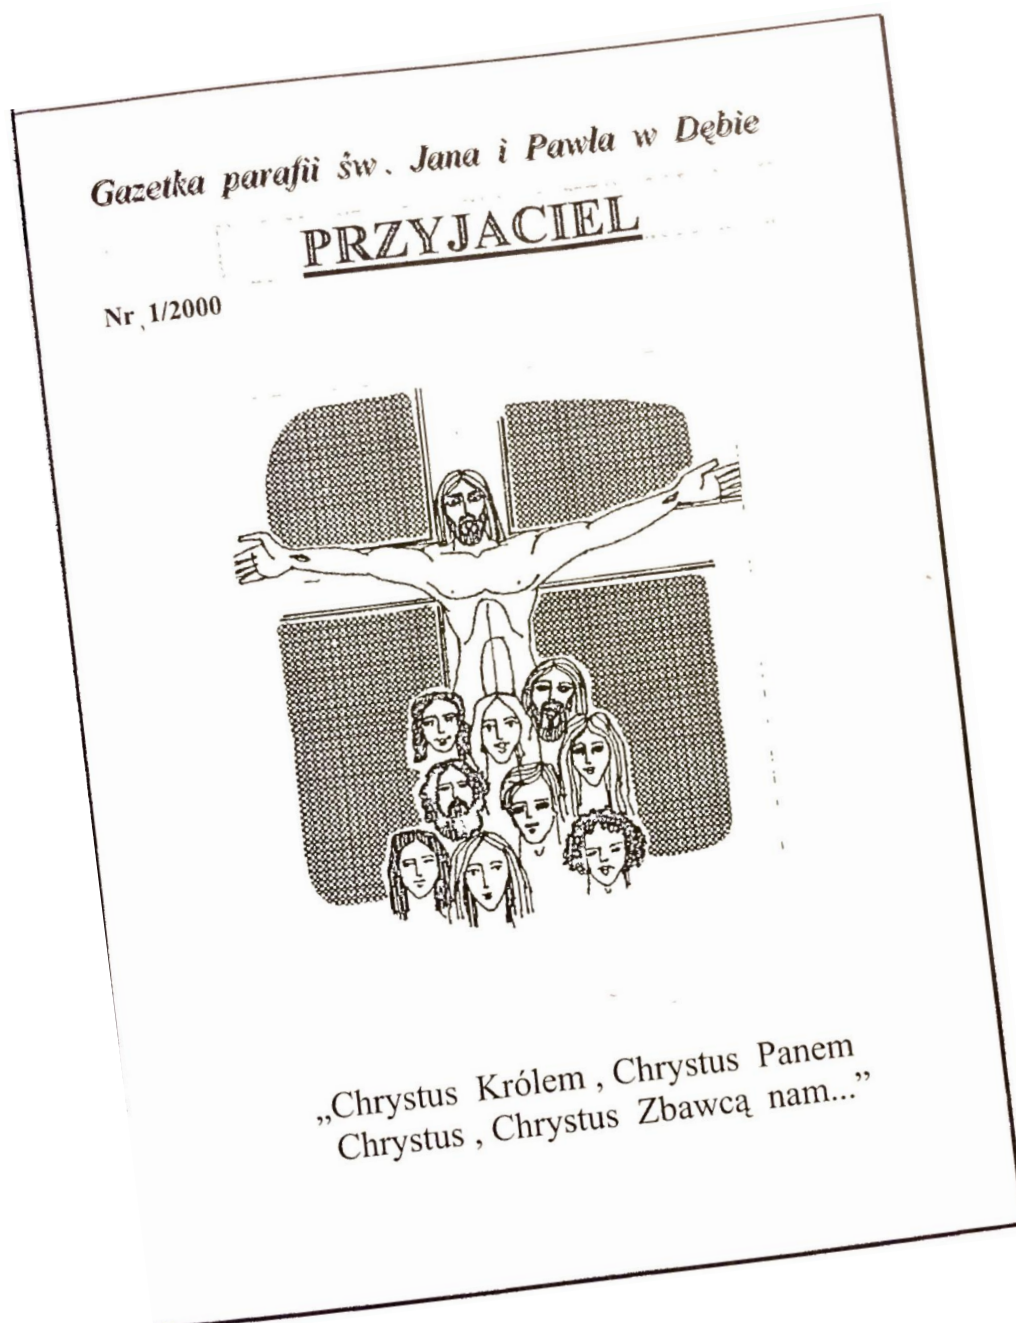 Gazetka parafii św. Jana i Pawła w Dębie
PRZYJACIEL
Nr 1/2000
„Chrystus Królem , Chrystus Panem
Chrystus , Chrystus Zbawcą nam...”